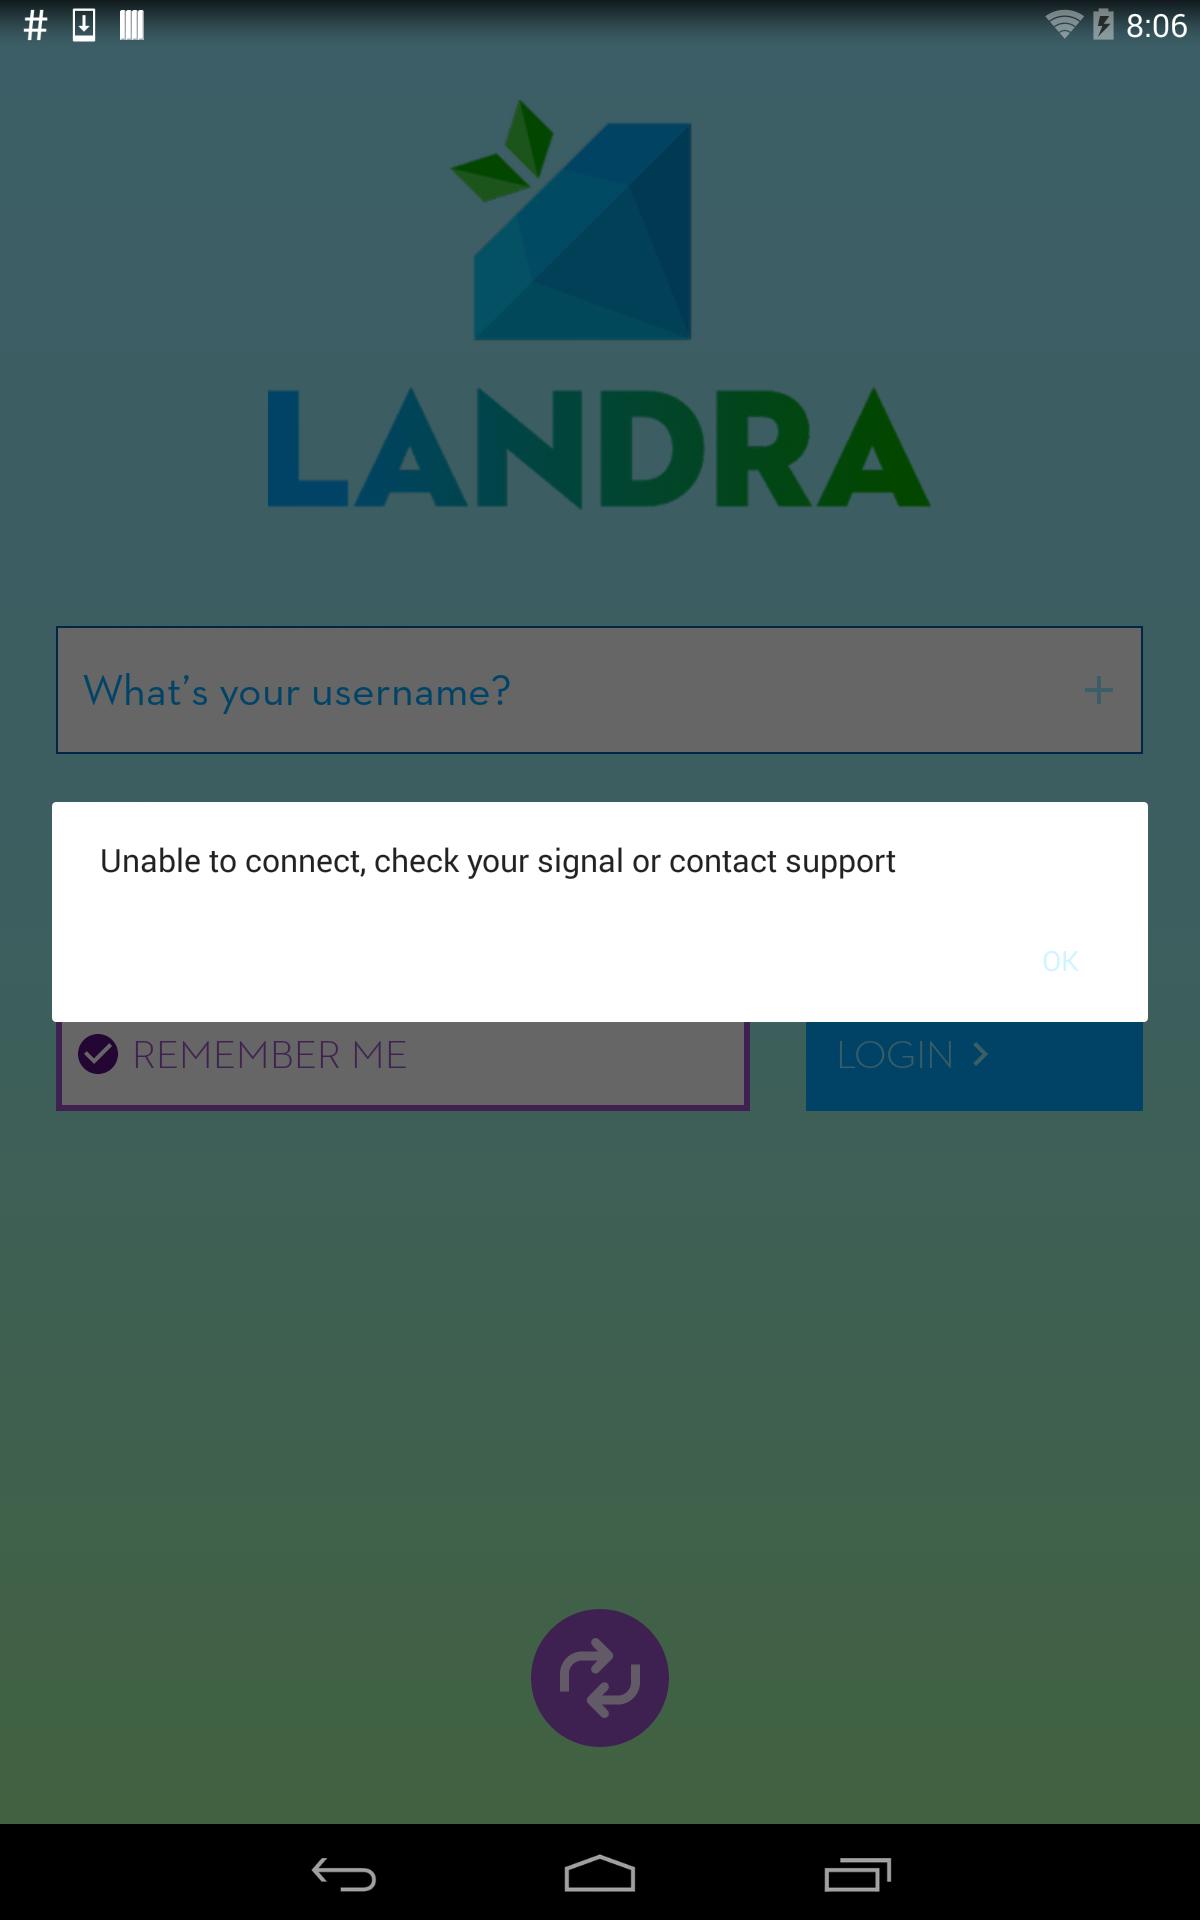 8:06
LANDRA
What's your username?
Unable to connect, check your signal or contact support
OK
REMEMBER ME
LOGIN